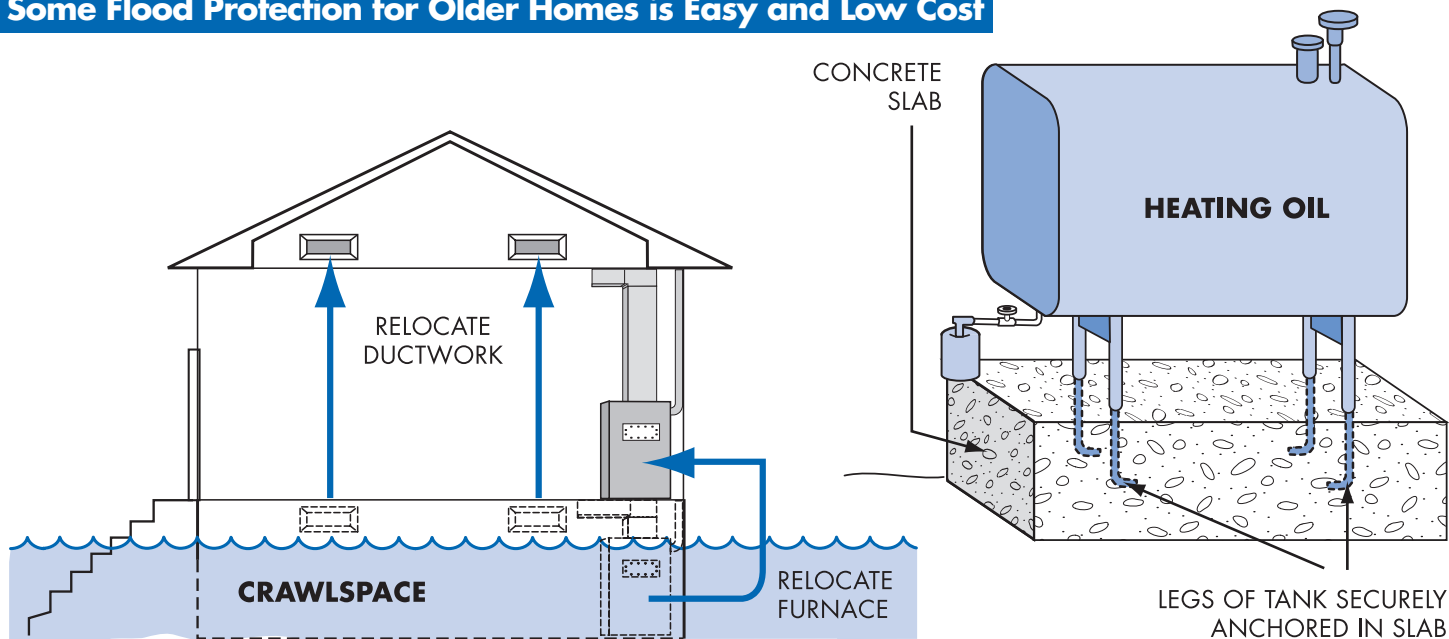 Some Flood Protection for Older Homes is Easy and Low Cost
CONCRETE
SLAB
HEATING OIL
RELOCATE
DUCTWORK
CRAWLSPACE
RELOCATE
FURNACE
LEGS OF TANK SECURELY
ANCHORED IN SLAB